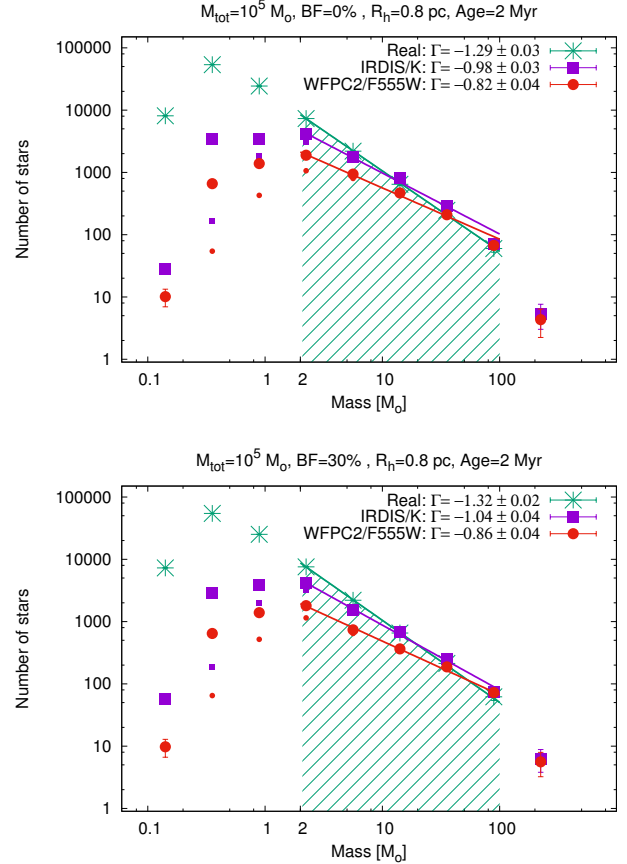 M_tot=10^5 M_o, BF=0% , R_h=0.8 pc, Age=2 Myr
100000
10000
1000
100
10
1
Number of stars
Real: Γ= −1.29 ± 0.03
IRDIS/K: Γ= −0.98 ± 0.03
WFPC2/F555W: Γ= −0.82 ± 0.04
0.1 1 2 10 100
Mass [M_o]
M_tot=10^5 M_o, BF=30% , R_h=0.8 pc, Age=2 Myr
100000
10000
1000
100
10
1
Number of stars
Real: Γ= −1.32 ± 0.02
IRDIS/K: Γ= −1.04 ± 0.04
WFPC2/F555W: Γ= −0.86 ± 0.04
0.1 1 2 10 100
Mass [M_o]